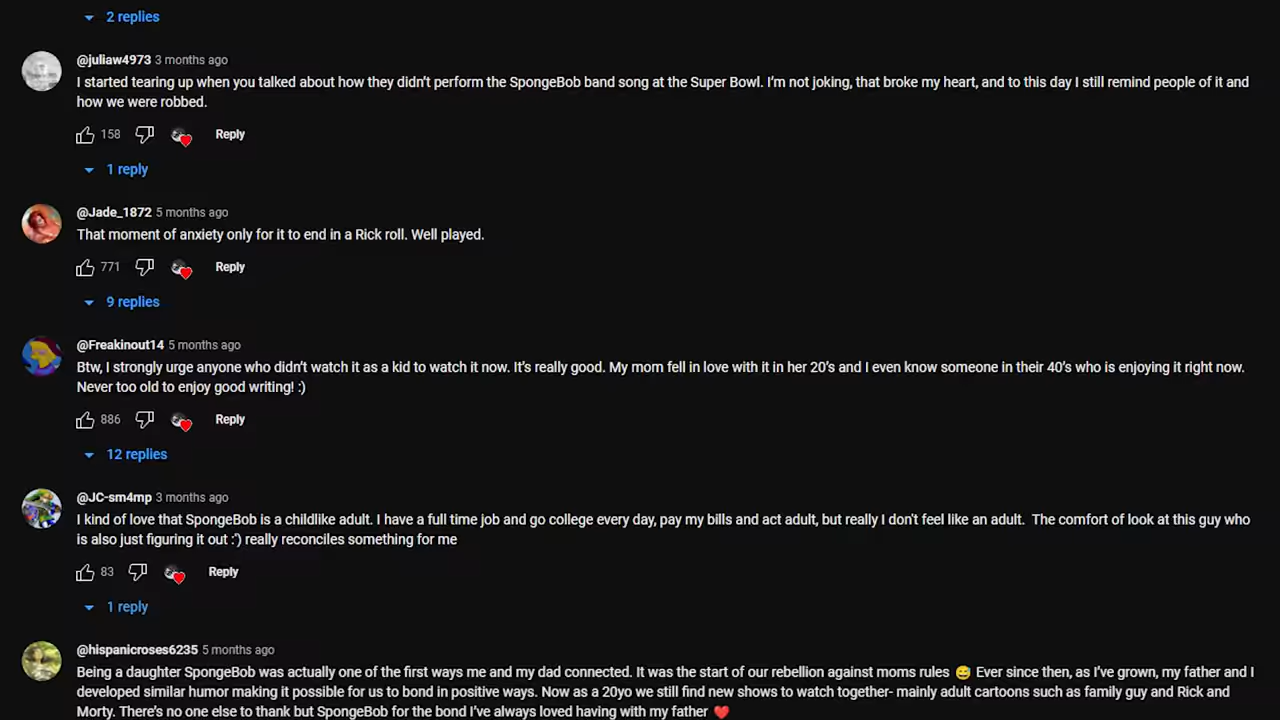 2 replies
@juliaw4973 3 months ago
I started tearing up when you talked about how they didn’t perform the SpongeBob band song at the Super Bowl. I’m not joking, that broke my heart, and to this day I still remind people of it and
how we were robbed.
158 Reply
1 reply
@Jade_1872 5 months ago
That moment of anxiety only for it to end in a Rick roll. Well played.
771 Reply
9 replies
@Freakinout14 5 months ago
Btw, I strongly urge anyone who didn’t watch it as a kid to watch it now. It’s really good. My mom fell in love with it in her 20’s and I even know someone in their 40’s who is enjoying it right now.
Never too old to enjoy good writing! :)
886 Reply
12 replies
@JC-sm4mp 3 months ago
I kind of love that SpongeBob is a childlike adult. I have a full time job and go college every day, pay my bills and act adult, but really I don't feel like an adult. The comfort of look at this guy who
is also just figuring it out :') really reconciles something for me
83 Reply
1 reply
@hispanicroses6235 5 months ago
Being a daughter SpongeBob was actually one of the first ways me and my dad connected. It was the start of our rebellion against moms rules 😅 Ever since then, as I’ve grown, my father and I
developed similar humor making it possible for us to bond in positive ways. Now as a 20yo we still find new shows to watch together- mainly adult cartoons such as family guy and Rick and
Morty. There’s no one else to thank but SpongeBob for the bond I’ve always loved having with my father ❤️